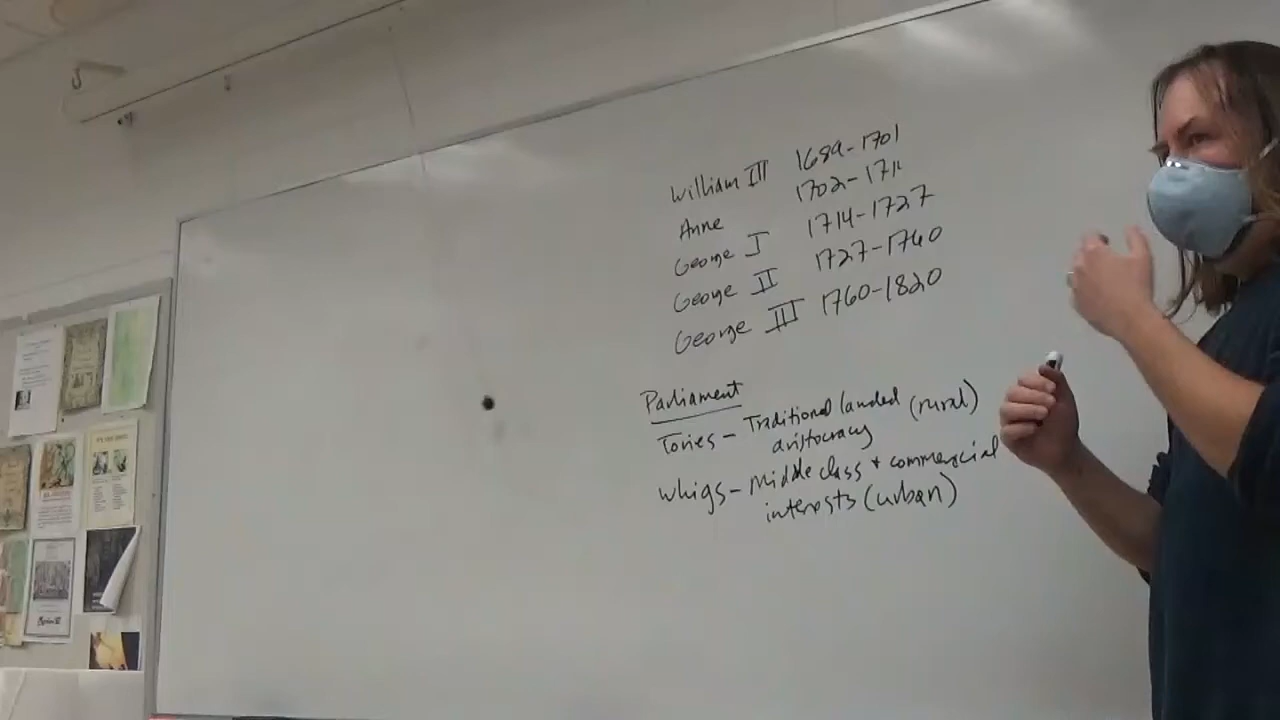 William III 1689-1701
Anne 1702-1711
George I 1714-1727
George II 1727-1760
George III 1760-1820
Parliament
Tories - Traditional landed (rural)
aristocracy
Whigs - Middle class + commercial
interests (urban)